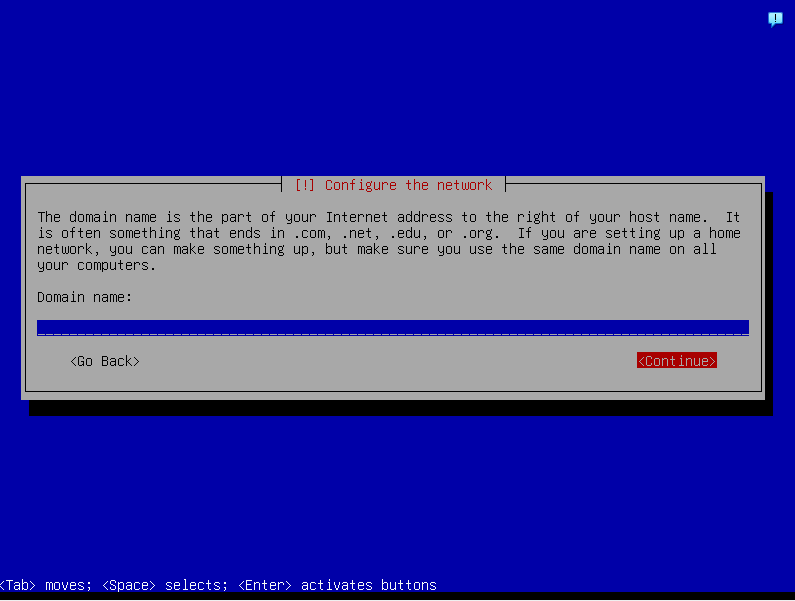 !
[!] Configure the network
The domain name is the part of your Internet address to the right of your host name.  It
is often something that ends in .com, .net, .edu, or .org.  If you are setting up a home
network, you can make something up, but make sure you use the same domain name on all
your computers.
Domain name:
<Go Back> <Continue>
<Tab> moves; <Space> selects; <Enter> activates buttons